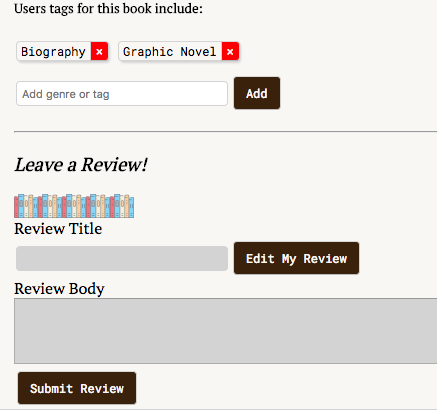 Users tags for this book include:
Biography × Graphic Novel ×
Add genre or tag Add
Leave a Review!
Review Title
Edit My Review
Review Body
Submit Review